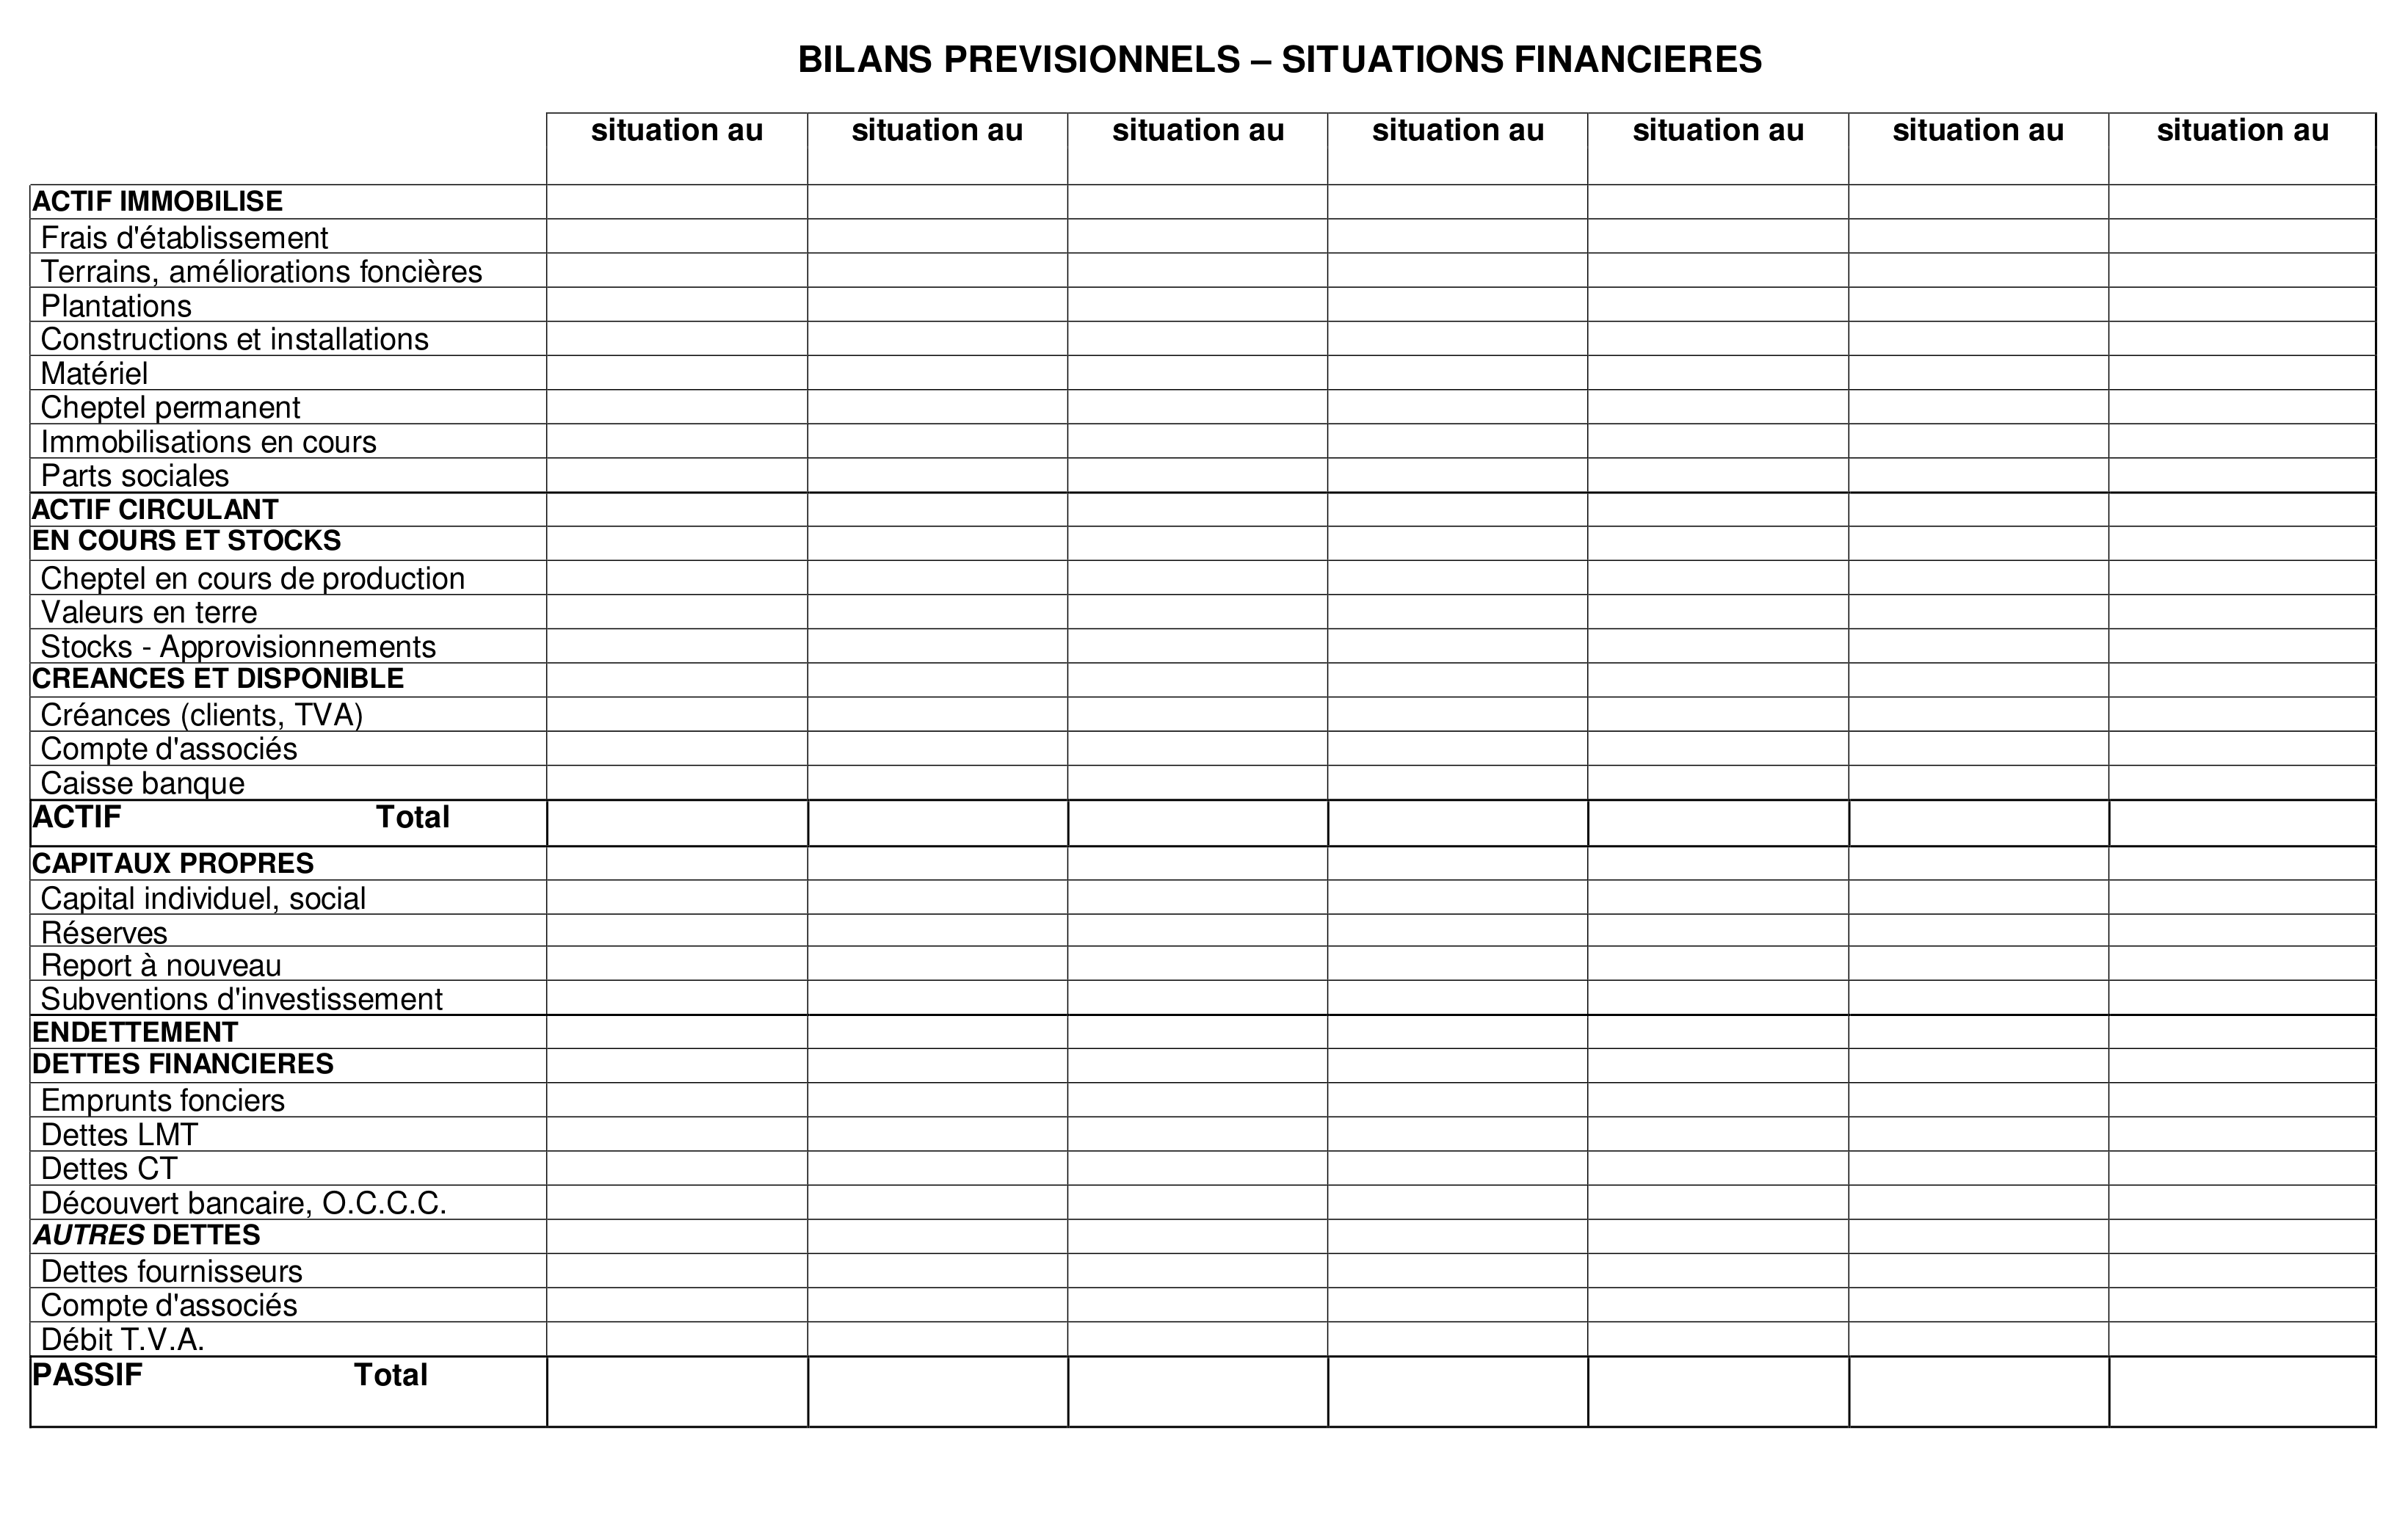 BILANS PREVISIONNELS – SITUATIONS FINANCIERES
situation au situation au situation au situation au situation au situation au situation au
ACTIF IMMOBILISE
Frais d'établissement
Terrains, améliorations foncières
Plantations
Constructions et installations
Matériel
Cheptel permanent
Immobilisations en cours
Parts sociales
ACTIF CIRCULANT
EN COURS ET STOCKS
Cheptel en cours de production
Valeurs en terre
Stocks - Approvisionnements
CREANCES ET DISPONIBLE
Créances (clients, TVA)
Compte d'associés
Caisse banque
ACTIF Total
CAPITAUX PROPRES
Capital individuel, social
Réserves
Report à nouveau
Subventions d'investissement
ENDETTEMENT
DETTES FINANCIERES
Emprunts fonciers
Dettes LMT
Dettes CT
Découvert bancaire, O.C.C.C.
AUTRES DETTES
Dettes fournisseurs
Compte d'associés
Débit T.V.A.
PASSIF Total